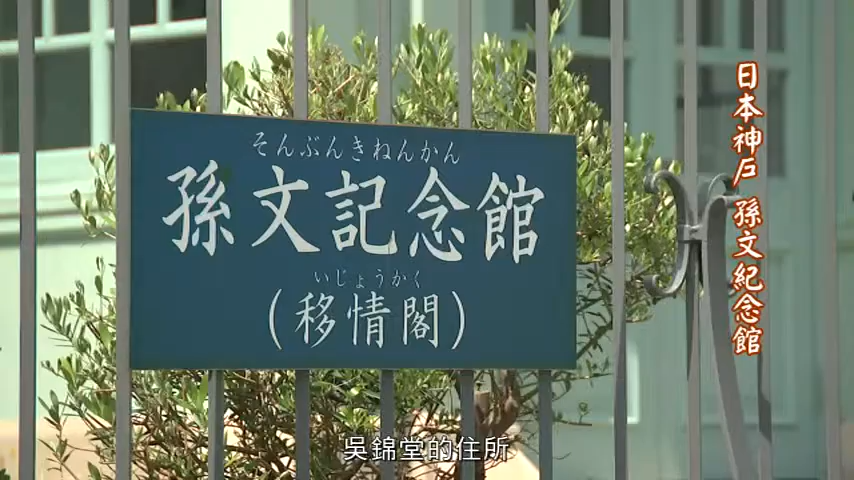 そんぶんきねんかん
孫文記念館
いじょうかく
(移情閣)
日本神戶 孫文紀念館
吳錦堂的住所